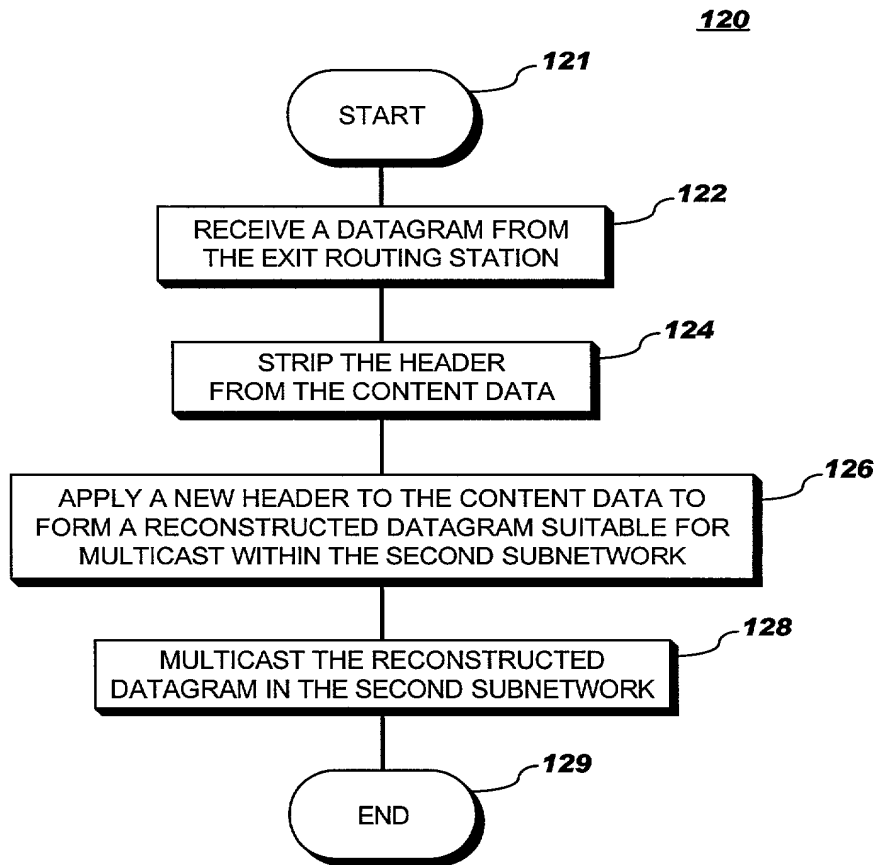 120
121
START
122
RECEIVE A DATAGRAM FROM
THE EXIT ROUTING STATION
124
STRIP THE HEADER
FROM THE CONTENT DATA
126
APPLY A NEW HEADER TO THE CONTENT DATA TO
FORM A RECONSTRUCTED DATAGRAM SUITABLE FOR
MULTICAST WITHIN THE SECOND SUBNETWORK
128
MULTICAST THE RECONSTRUCTED
DATAGRAM IN THE SECOND SUBNETWORK
129
END